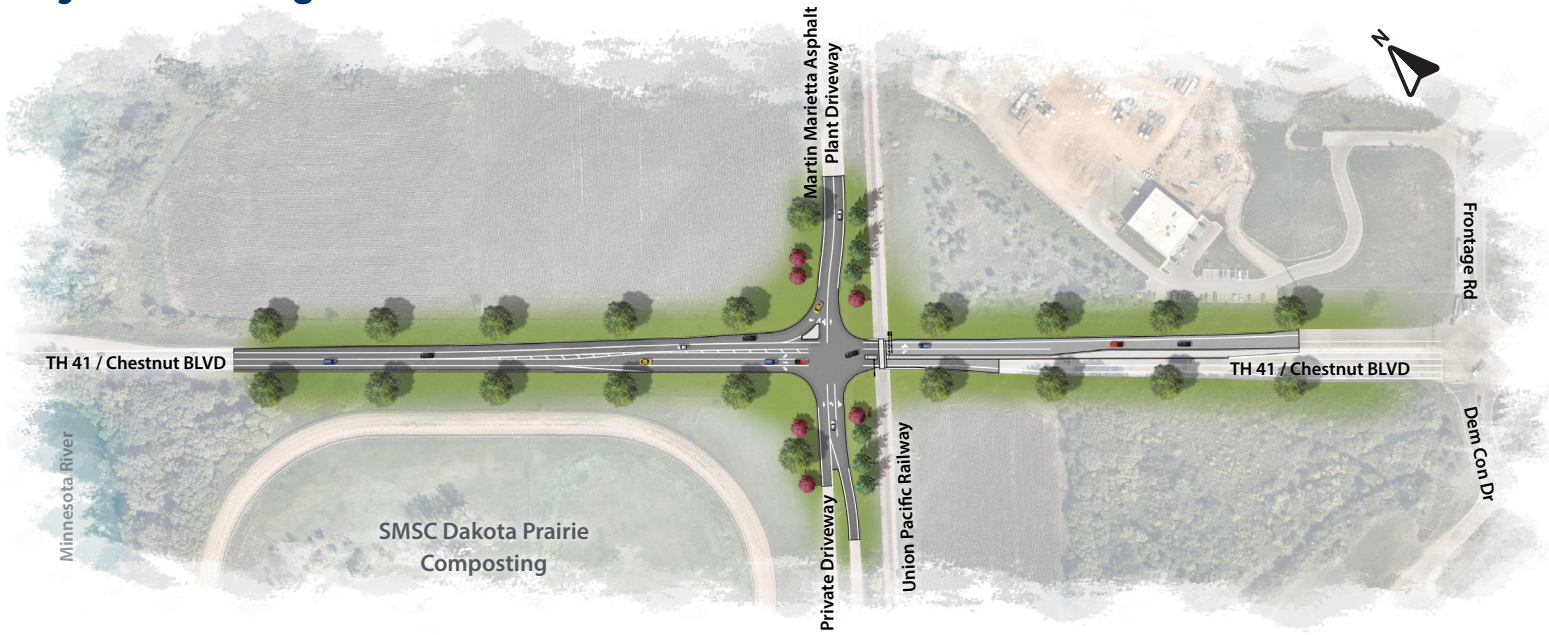 N
Martin Marietta Asphalt
Plant Driveway
Frontage Rd
TH 41 / Chestnut BLVD
TH 41 / Chestnut BLVD
Minnesota River
SMSC Dakota Prairie
Composting
Private Driveway
Union Pacific Railway
Dem Con Dr